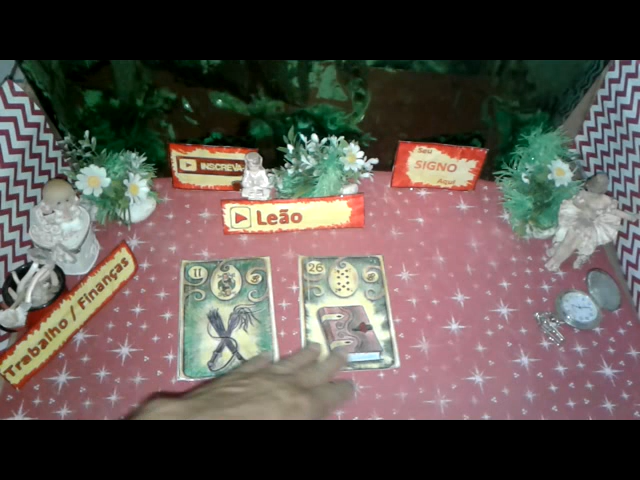 INSCREVA
Seu
SIGNO
Aqui
Leão
Trabalho / Finanças
11
26